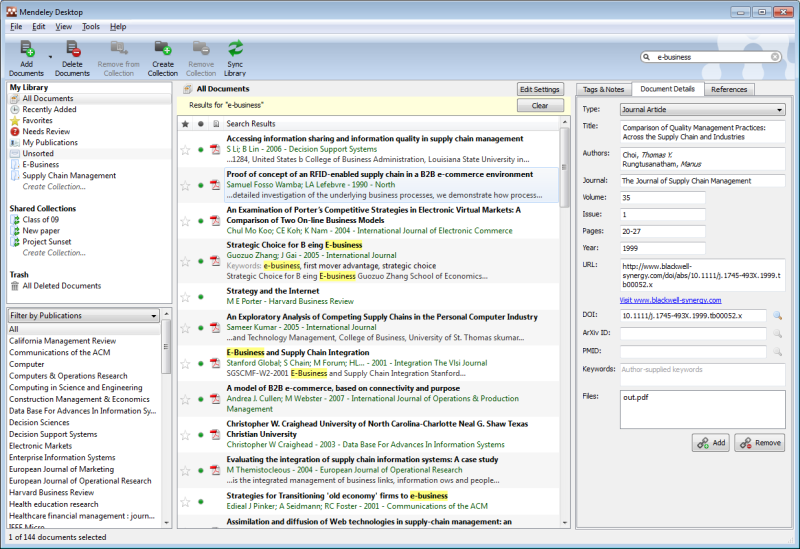 Mendeley Desktop
File Edit View Tools Help
Add Documents
Delete Documents
Remove from Collection
Create Collection
Remove Collection
Sync Library
e-business
My Library
All Documents
Recently Added
Favorites
Needs Review
My Publications
Unsorted
E-Business
Supply Chain Management
Create Collection...
Shared Collections
Class of 09
New paper
Project Sunset
Create Collection...
Trash
All Deleted Documents
Filter by Publications
All
California Management Review
Communications of the ACM
Computer
Computers & Operations Research
Computing in Science and Engineering
Construction Management & Economics
Data Base For Advances In Information Sy...
Decision Sciences
Decision Support Systems
Electronic Markets
Enterprise Information Systems
European Journal of Marketing
European Journal of Operational Research
Harvard Business Review
Health education research
Healthcare financial management : journ...
IEEE Micro
1 of 144 documents selected
All Documents
Edit Settings
Results for "e-business"
Clear
Search Results
Accessing information sharing and information quality in supply chain management
S Li; B Lin - 2006 - Decision Support Systems
...1284, United States b College of Business Administration, Louisiana State University in...
Proof of concept of an RFID-enabled supply chain in a B2B e-commerce environment
Samuel Fosso Wamba; LA Lefebvre - 1990 - North
...detailed investigation of the underlying business processes, we demonstrate how process...
An Examination of Porter's Competitive Strategies in Electronic Virtual Markets: A
Comparison of Two On-line Business Models
Chul Mo Koo; CE Koh; K Nam - 2004 - International Journal of Electronic Commerce
Strategic Choice for B eing E-business
Guozuo Zhang; J Gai - 2005 - International Journal
Keywords: e-business, first mover advantage, strategic choice
Strategic Choice for B eing E-business Guozuo Zhang School of Economics...
Strategy and the Internet
M E Porter - Harvard Business Review
An Exploratory Analysis of Competing Supply Chains in the Personal Computer Industry
Sameer Kumar - 2005 - International Journal
...and Technology Management, College of Business, University of St. Thomas skumar...
E-Business and Supply Chain Integration
Stanford Global; S Chain; M Forum; HL... - 2001 - Integration The Vlsi Journal
SGSCMF-W2-2001 E-Business and Supply Chain Integration Stanford...
A model of B2B e-commerce, based on connectivity and purpose
Andrea J. Cullen; M Webster - 2007 - International Journal of Operations & Production
Management
Christopher W. Craighead University of North Carolina-Charlotte Neal G. Shaw Texas
Christian University
Christopher W Craighead - 2003 - Data Base For Advances In Information Systems
Evaluating the integration of supply chain information systems: A case study
M Themistocleous - 2004 - European Journal of Operational Research
...is the integrated management of business links, information ows and people...
Strategies for Transitioning 'old economy' firms to e-business
Edieal J Pinker; A Seidmann; RC Foster - 2001 - Communications of the ACM
Assimilation and diffusion of Web technologies in supply-chain management: an
Tags & Notes
Document Details
References
Type: Journal Article
Title: Comparison of Quality Management Practices:
Across the Supply Chain and Industries
Authors: Choi, Thomas Y.
Rungtusanatham, Manus
Journal: The Journal of Supply Chain Management
Volume: 35
Issue: 1
Pages: 20-27
Year: 1999
URL: http://www.blackwell-
synergy.com/doi/abs/10.1111/j.1745-493X.1999.
tb00052.x
Visit www.blackwell-synergy.com
DOI: 10.1111/j.1745-493X.1999.tb00052.x
ArXiv ID:
PMID:
Keywords: Author-supplied keywords
Files: out.pdf
Add
Remove